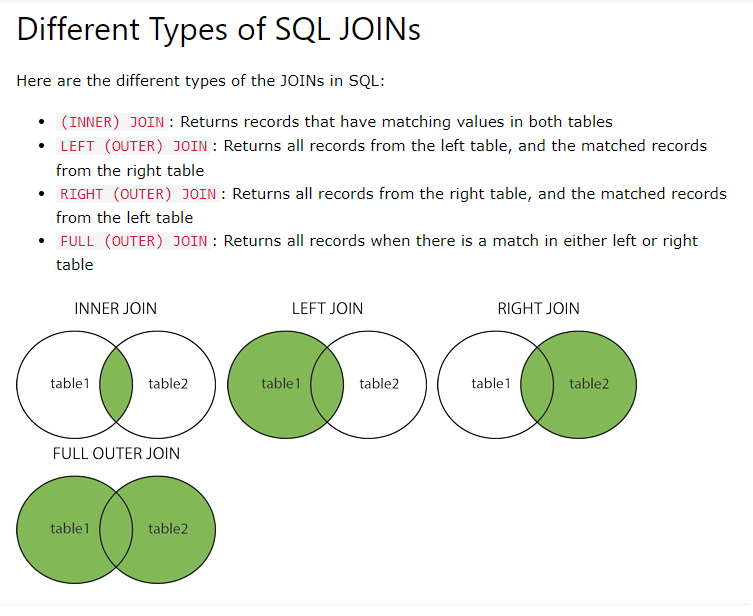 Different Types of SQL JOINs
Here are the different types of the JOINs in SQL:
(INNER) JOIN : Returns records that have matching values in both tables
LEFT (OUTER) JOIN : Returns all records from the left table, and the matched records
from the right table
RIGHT (OUTER) JOIN : Returns all records from the right table, and the matched records
from the left table
FULL (OUTER) JOIN : Returns all records when there is a match in either left or right
table
INNER JOIN LEFT JOIN RIGHT JOIN
table1 table2 table1 table2 table1 table2
FULL OUTER JOIN
table1 table2